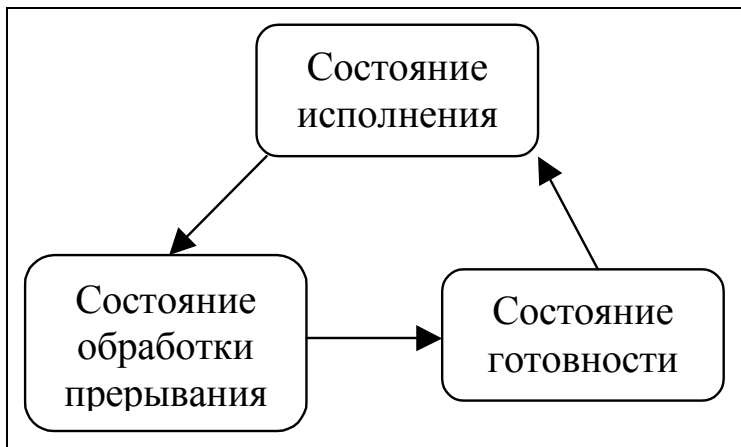 Состояние
исполнения
Состояние
обработки
прерывания
Состояние
готовности